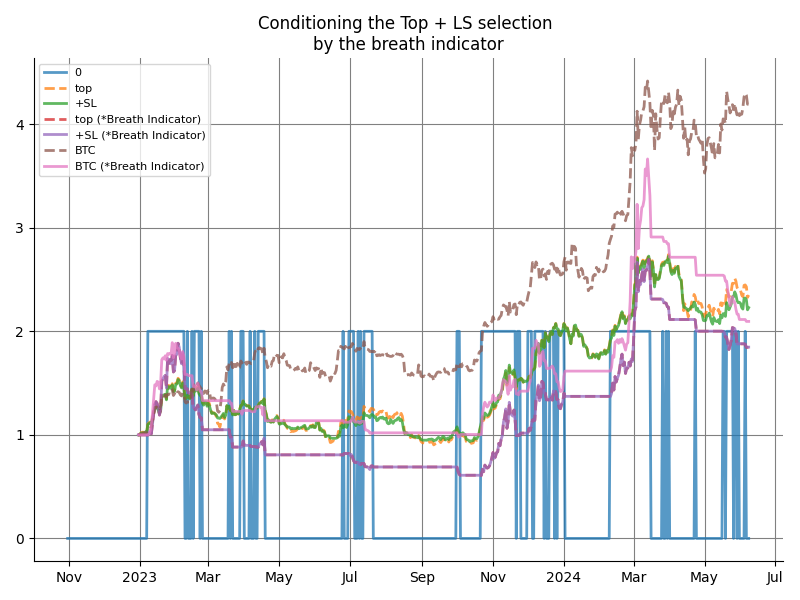 Conditioning the Top + LS selection
by the breath indicator
0
top
+SL
top (*Breath Indicator)
+SL (*Breath Indicator)
BTC
BTC (*Breath Indicator)
4
3
2
1
0
Nov 2023 Mar May Jul Sep Nov 2024 Mar May Jul